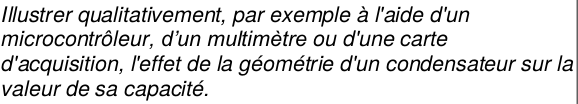 Illustrer qualitativement, par exemple à l'aide d'un
microcontrôleur, d’un multimètre ou d'une carte
d'acquisition, l'effet de la géométrie d'un condensateur sur la
valeur de sa capacité.